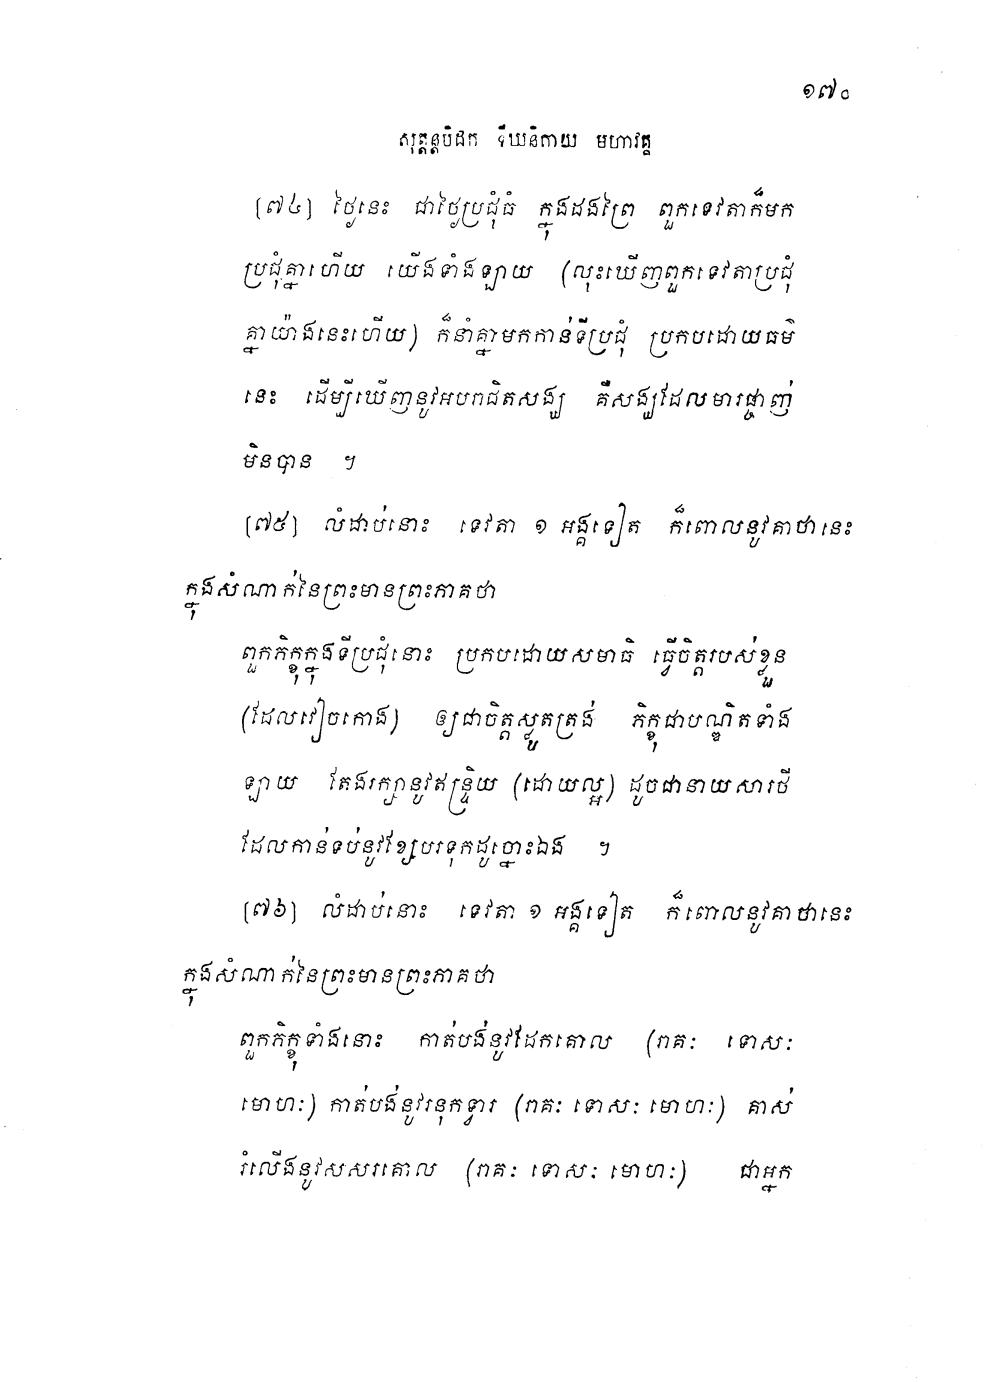 ១៧០
សុត្តន្តបិដក ទីឃនិកាយ មហាវគ្គ
[៧៤] ថ្ងៃនេះ ជាថ្ងៃប្រជុំធំ ក្នុងដងព្រៃ ពួកទេវតាក៏មក
ប្រជុំគ្នាហើយ យើងទាំងឡាយ (លុះឃើញពួកទេវតាប្រជុំ
គ្នាយ៉ាងនេះហើយ) ក៏នាំគ្នាមកកាន់ទីប្រជុំ ប្រកបដោយធម៌
នេះ ដើម្បីឃើញនូវអបរាជិតសង្ឃ គឺសង្ឃដែលមារផ្ចាញ់
មិនបាន ។
[៧៥] លំដាប់នោះ ទេវតា ១ អង្គទៀត ក៏ពោលនូវគាថានេះ
ក្នុងសំណាក់នៃព្រះមានព្រះភាគថា
ពួកភិក្ខុក្នុងទីប្រជុំនោះ ប្រកបដោយសមាធិ ធ្វើចិត្តរបស់ខ្លួន
(ដែលវៀចកោង) ឲ្យជាចិត្តស្លូតត្រង់ ភិក្ខុជាបណ្ឌិតទាំង
ឡាយ តែងរក្សានូវឥន្ទ្រិយ (ដោយល្អ) ដូចជានាយសារថី
ដែលកាន់ទប់នូវខ្សែបរទុកដូច្នោះឯង ។
[៧៦] លំដាប់នោះ ទេវតា ១ អង្គទៀត ក៏ពោលនូវគាថានេះ
ក្នុងសំណាក់នៃព្រះមានព្រះភាគថា
ពួកភិក្ខុទាំងនោះ កាត់បង់នូវដែកគោល (រាគៈ ទោសៈ
មោហៈ) កាត់បង់នូវរនុកទ្វារ (រាគៈ ទោសៈ មោហៈ) គាស់
រំលើងនូវសសរគោល (រាគៈ ទោសៈ មោហៈ) ជាអ្នក